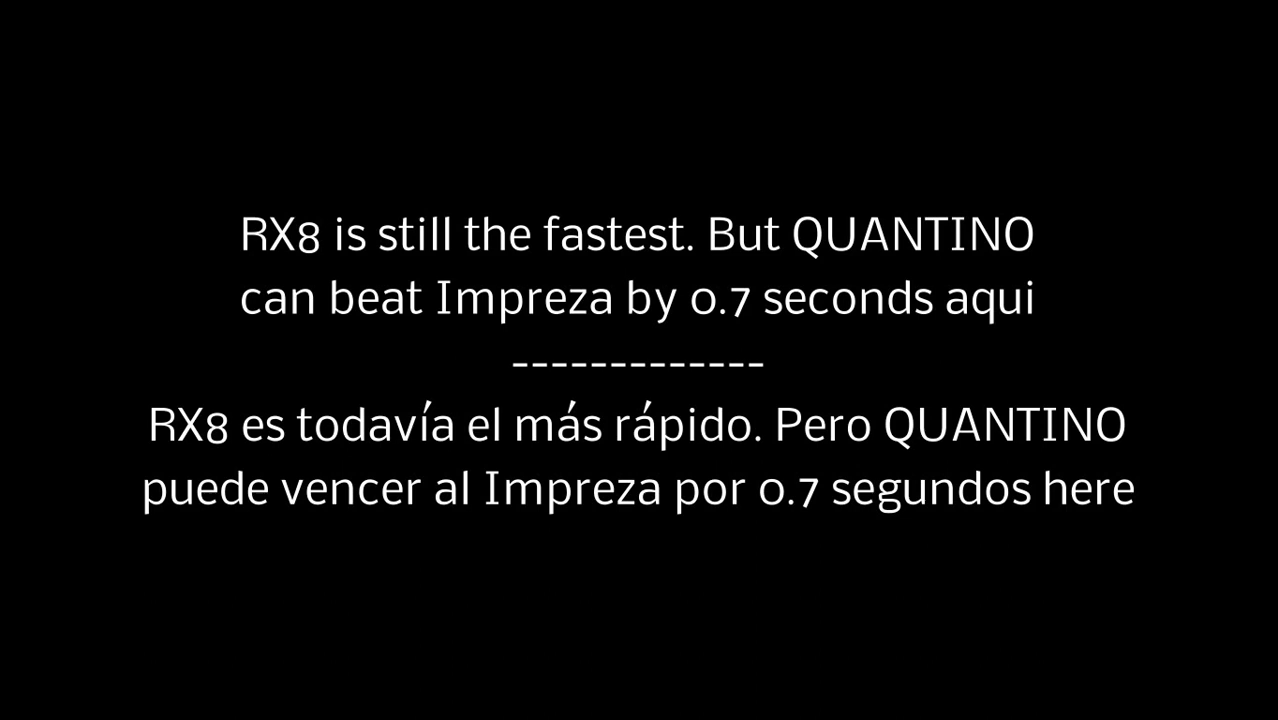 RX8 is still the fastest. But QUANTINO
can beat Impreza by 0.7 seconds aqui
-------------
RX8 es todavía el más rápido. Pero QUANTINO
puede vencer al Impreza por 0.7 segundos here